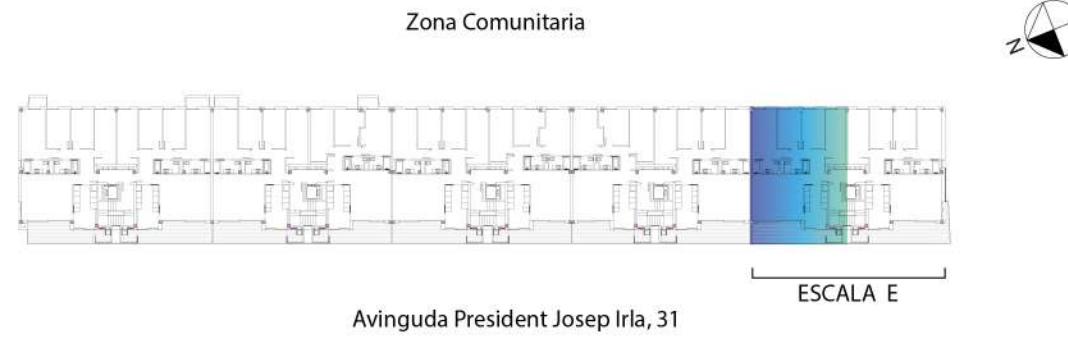 Zona Comunitaria
N
ESCALA E
Avinguda President Josep Irla, 31